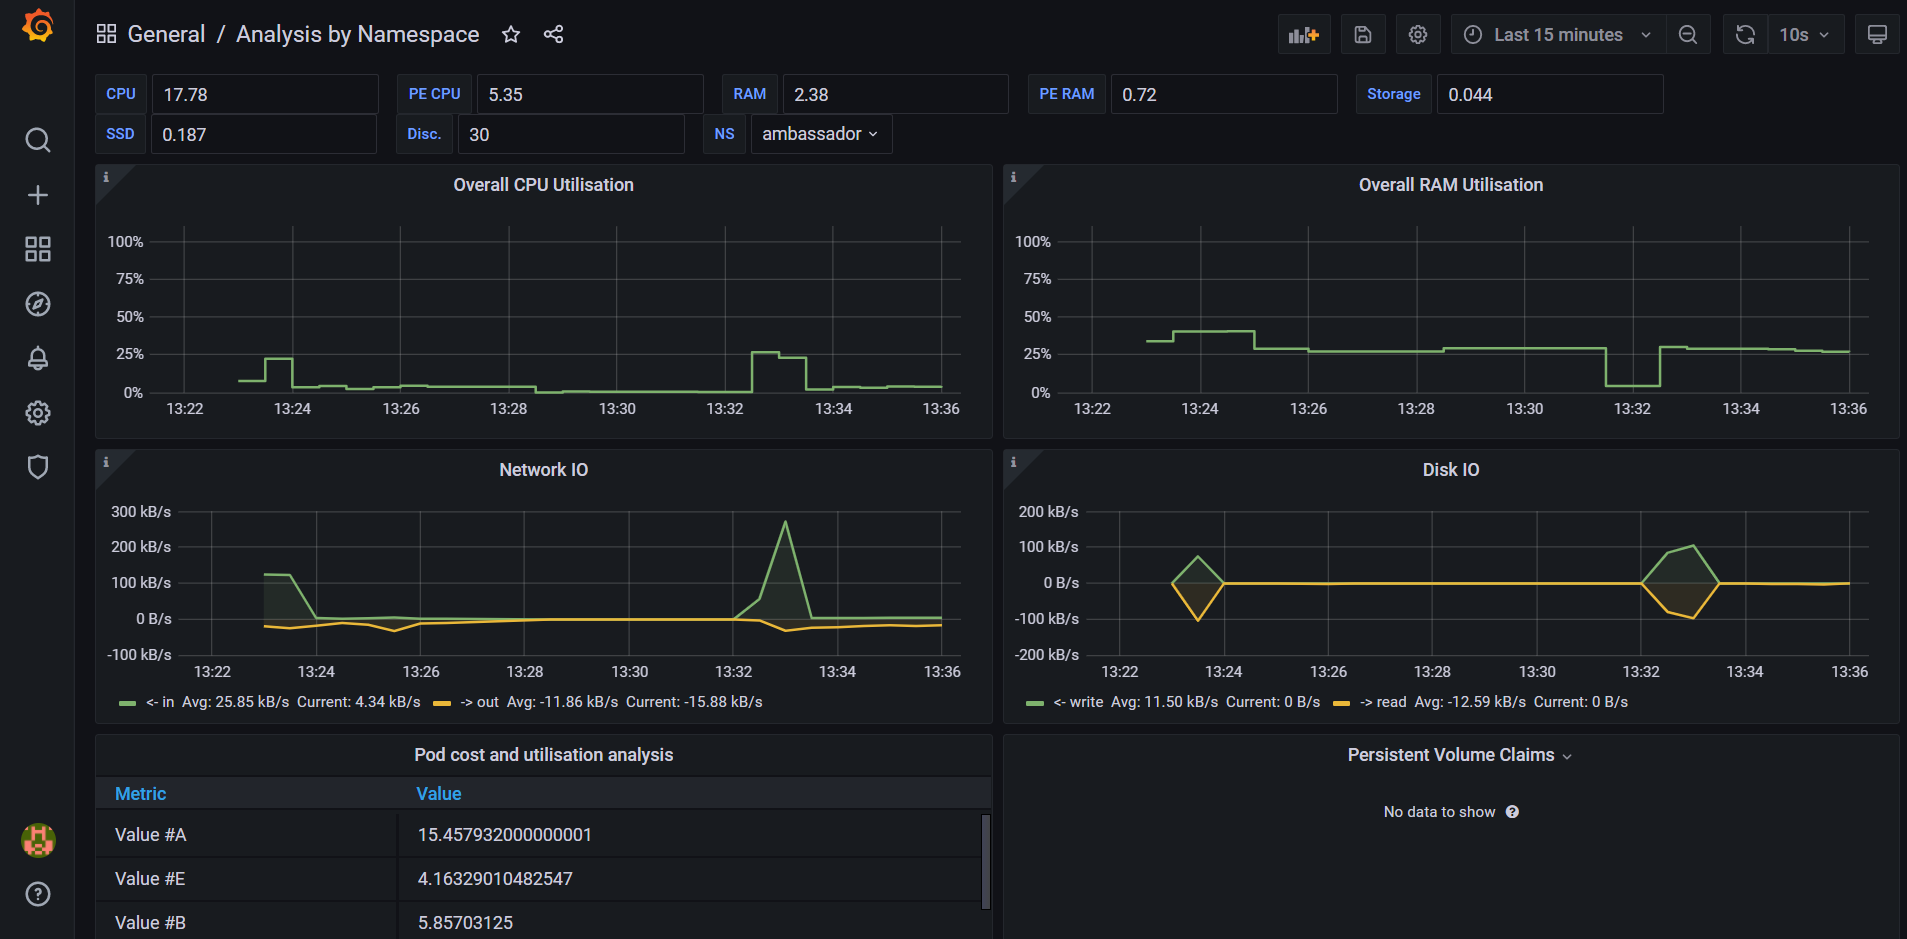 General / Analysis by Namespace
Last 15 minutes
10s
CPU 17.78 PE CPU 5.35 RAM 2.38 PE RAM 0.72 Storage 0.044
SSD 0.187 Disc. 30 NS ambassador
Overall CPU Utilisation
100%
75%
50%
25%
0%
13:22 13:24 13:26 13:28 13:30 13:32 13:34 13:36
Overall RAM Utilisation
100%
75%
50%
25%
0%
13:22 13:24 13:26 13:28 13:30 13:32 13:34 13:36
Network IO
300 kB/s
200 kB/s
100 kB/s
0 B/s
-100 kB/s
13:22 13:24 13:26 13:28 13:30 13:32 13:34 13:36
<- in Avg: 25.85 kB/s Current: 4.34 kB/s -> out Avg: -11.86 kB/s Current: -15.88 kB/s
Disk IO
200 kB/s
100 kB/s
0 B/s
-100 kB/s
-200 kB/s
13:22 13:24 13:26 13:28 13:30 13:32 13:34 13:36
<- write Avg: 11.50 kB/s Current: 0 B/s -> read Avg: -12.59 kB/s Current: 0 B/s
Pod cost and utilisation analysis
Metric Value
Value #A 15.457932000000001
Value #E 4.16329010482547
Value #B 5.85703125
Persistent Volume Claims
No data to show